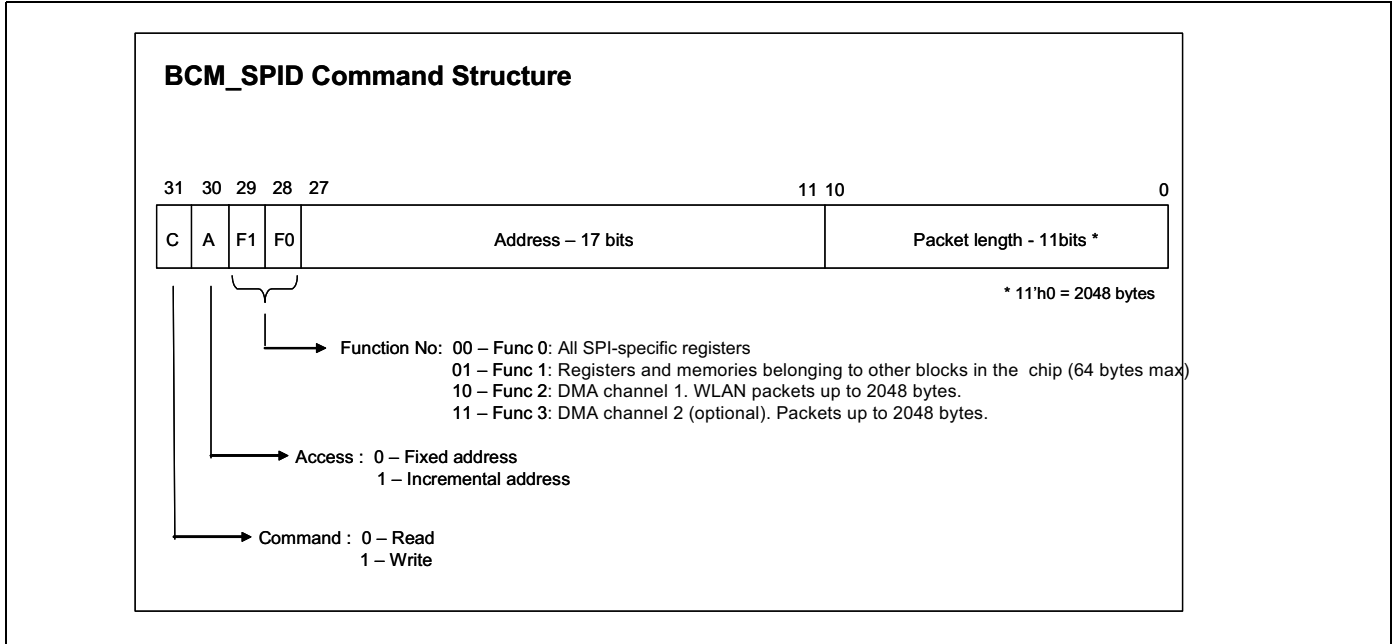 BCM_SPID Command Structure
31 30 29 28 27 11 10 0
C A F1 F0 Address – 17 bits Packet length - 11bits *
* 11'h0 = 2048 bytes
Function No: 00 – Func 0: All SPI-specific registers
01 – Func 1: Registers and memories belonging to other blocks in the chip (64 bytes max)
10 – Func 2: DMA channel 1. WLAN packets up to 2048 bytes.
11 – Func 3: DMA channel 2 (optional). Packets up to 2048 bytes.
Access : 0 – Fixed address
1 – Incremental address
Command : 0 – Read
1 – Write